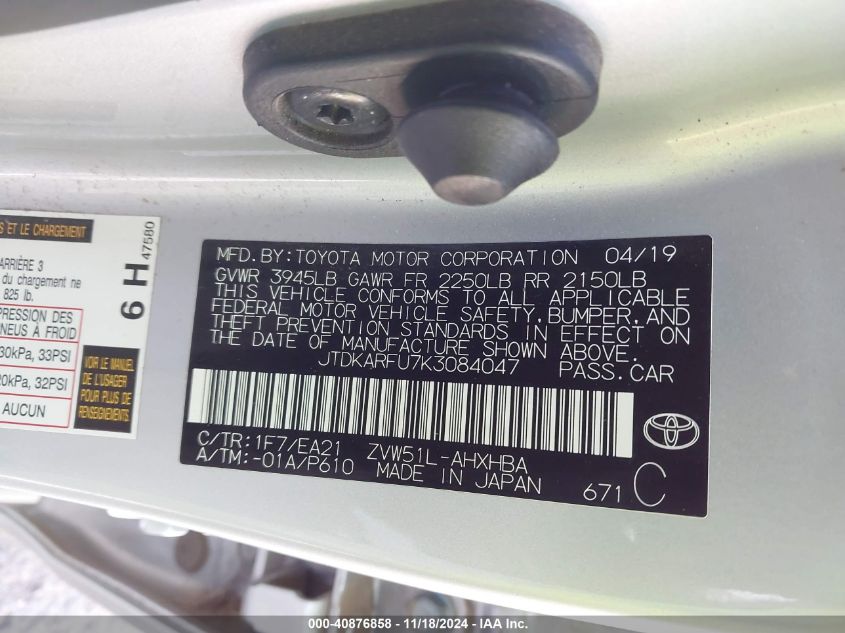 S ET LE CHARGEMENT
ARRIÈRE 3
du chargement ne
825 lb.
PRESSION DES
PNEUS À FROID
30kPa, 33PSI
20kPa, 32PSI
AUCUN
VOIR LE MANUEL
DE L'USAGER
POUR PLUS DE
RENSEIGNEMENTS
6 H
47580
MFD. BY: TOYOTA MOTOR CORPORATION 04/19
GVWR 3945LB GAWR FR 2250LB RR 2150LB
THIS VEHICLE CONFORMS TO ALL APPLICABLE
FEDERAL MOTOR VEHICLE SAFETY, BUMPER, AND
THEFT PREVENTION STANDARDS IN EFFECT ON
THE DATE OF MANUFACTURE SHOWN ABOVE.
JTDKARFU7K3084047 PASS. CAR
C/TR: 1F7/EA21 ZVW51L-AHXHBA
A/TM: -01A/P610 MADE IN JAPAN 671 C
000-40876858 - 11/18/2024 - IAAI.com